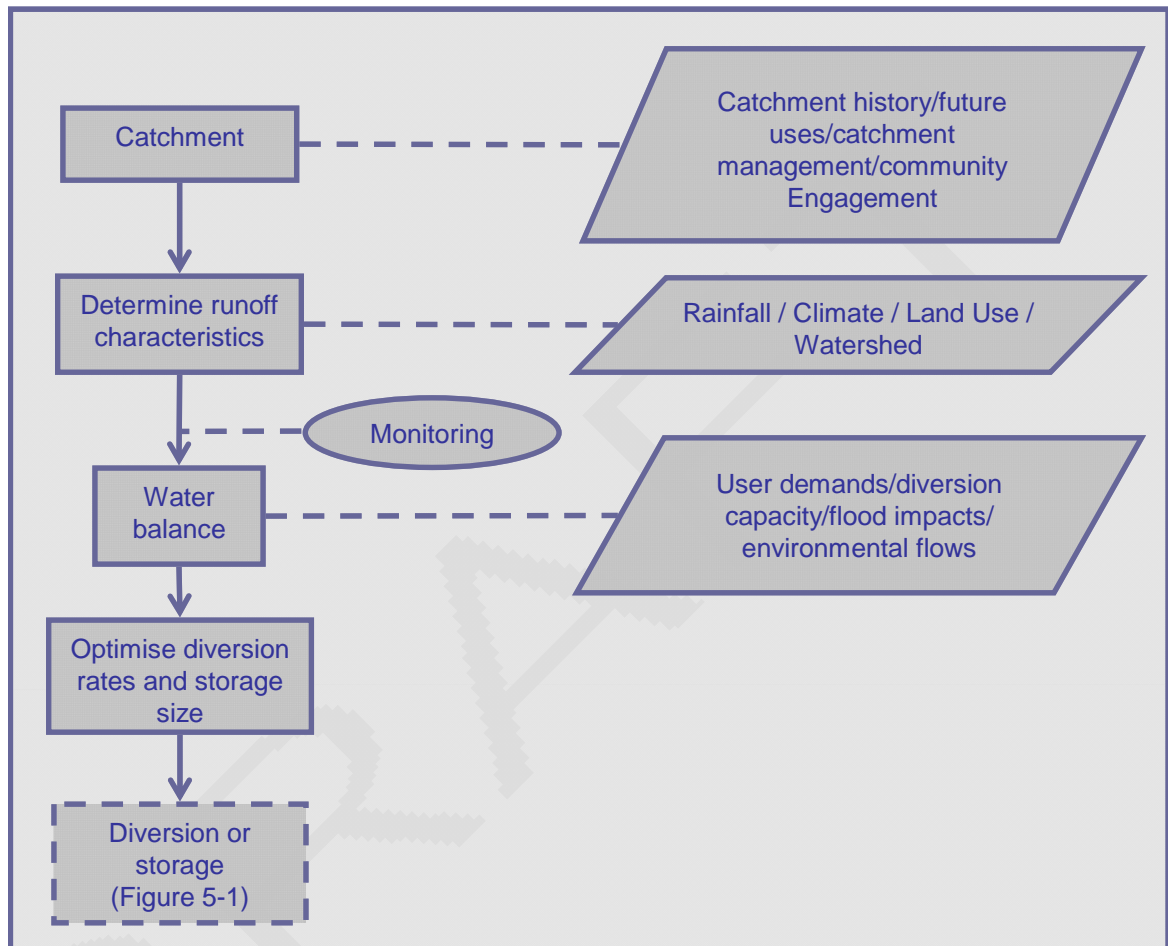 Catchment
Catchment history/future
uses/catchment
management/community
Engagement
Determine runoff
characteristics
Rainfall / Climate / Land Use /
Watershed
Monitoring
Water
balance
User demands/diversion
capacity/flood impacts/
environmental flows
Optimise diversion
rates and storage
size
Diversion or
storage
(Figure 5-1)